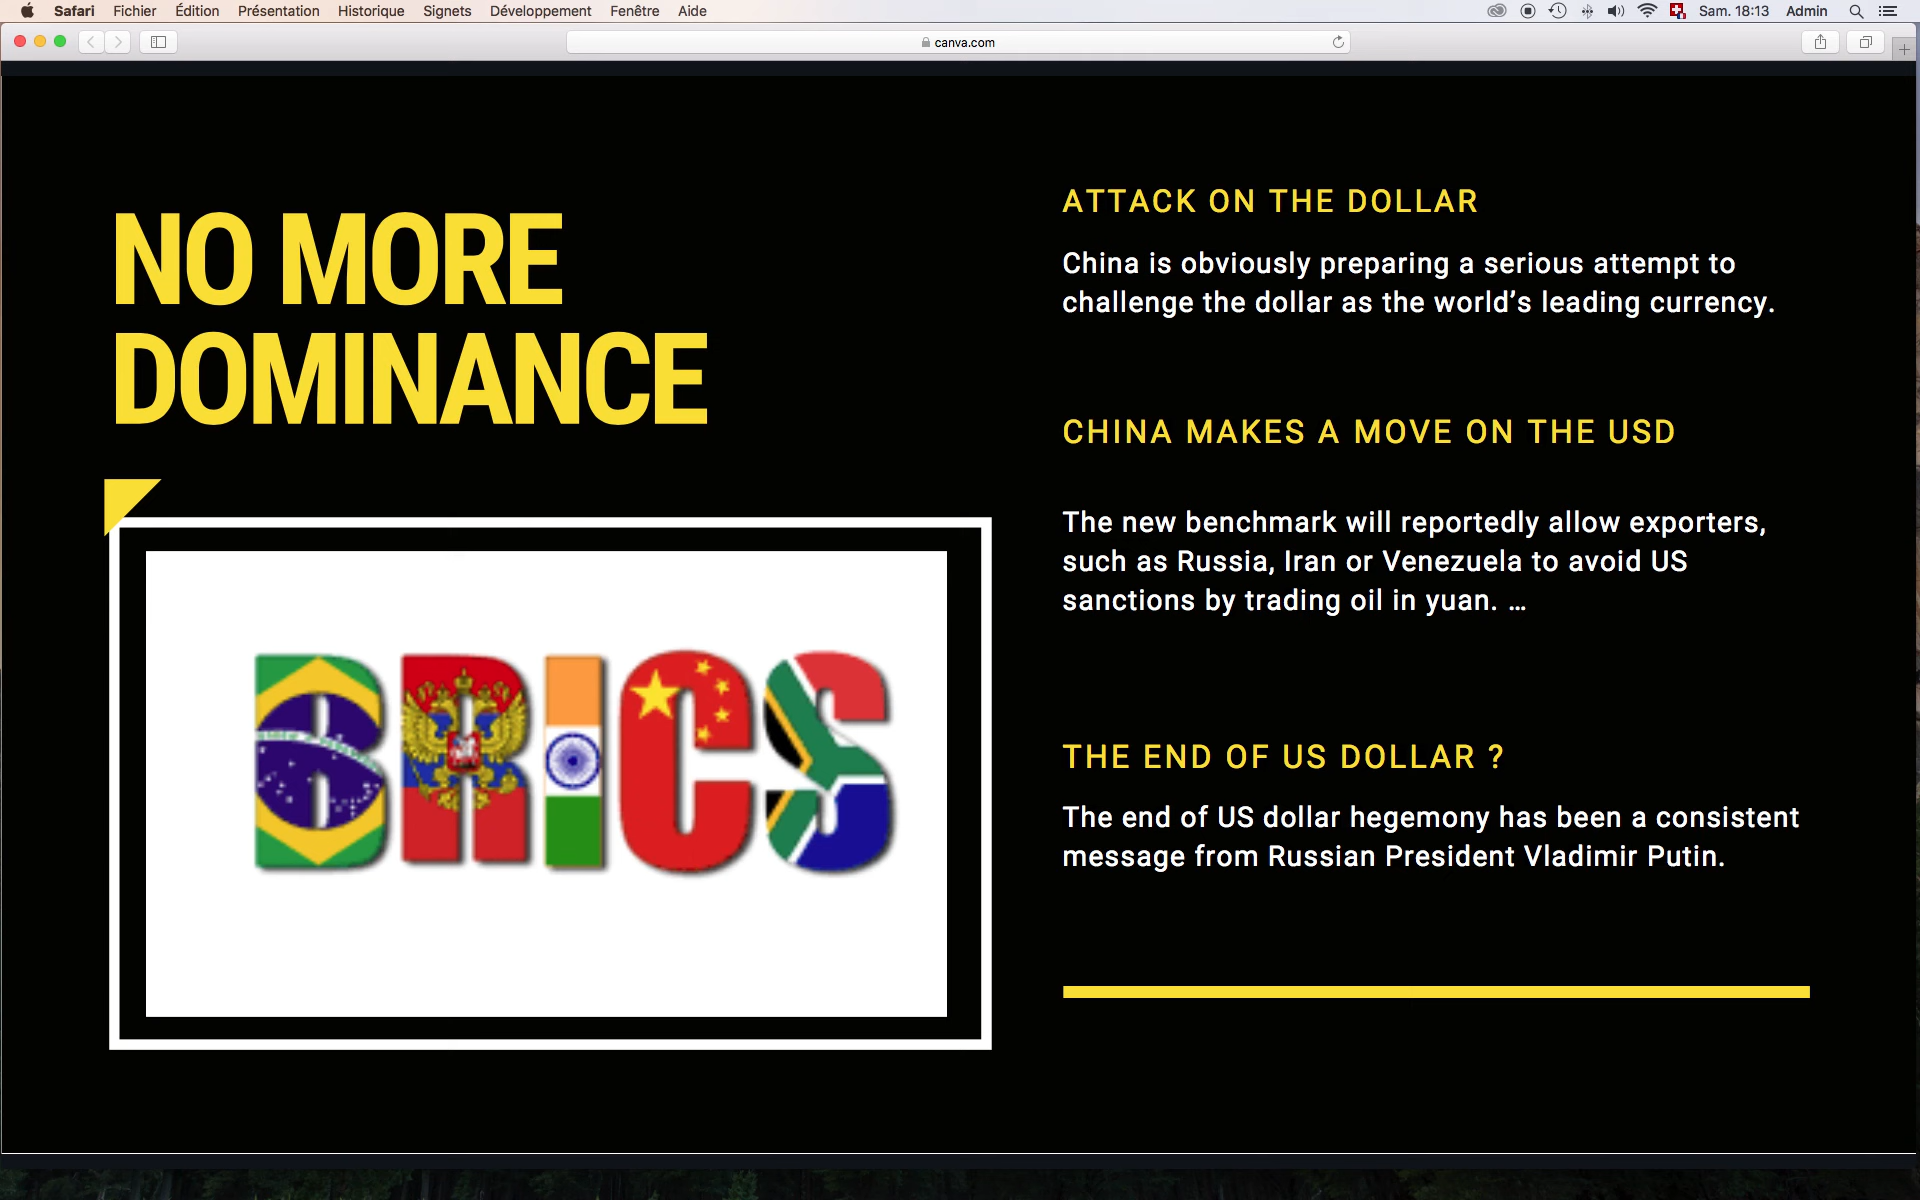 Safari Fichier Édition Présentation Historique Signets Développement Fenêtre Aide
Sam. 18:13 Admin
canva.com
NO MORE
DOMINANCE
BRICS
ATTACK ON THE DOLLAR
China is obviously preparing a serious attempt to
challenge the dollar as the world’s leading currency.
CHINA MAKES A MOVE ON THE USD
The new benchmark will reportedly allow exporters,
such as Russia, Iran or Venezuela to avoid US
sanctions by trading oil in yuan. ...
THE END OF US DOLLAR ?
The end of US dollar hegemony has been a consistent
message from Russian President Vladimir Putin.